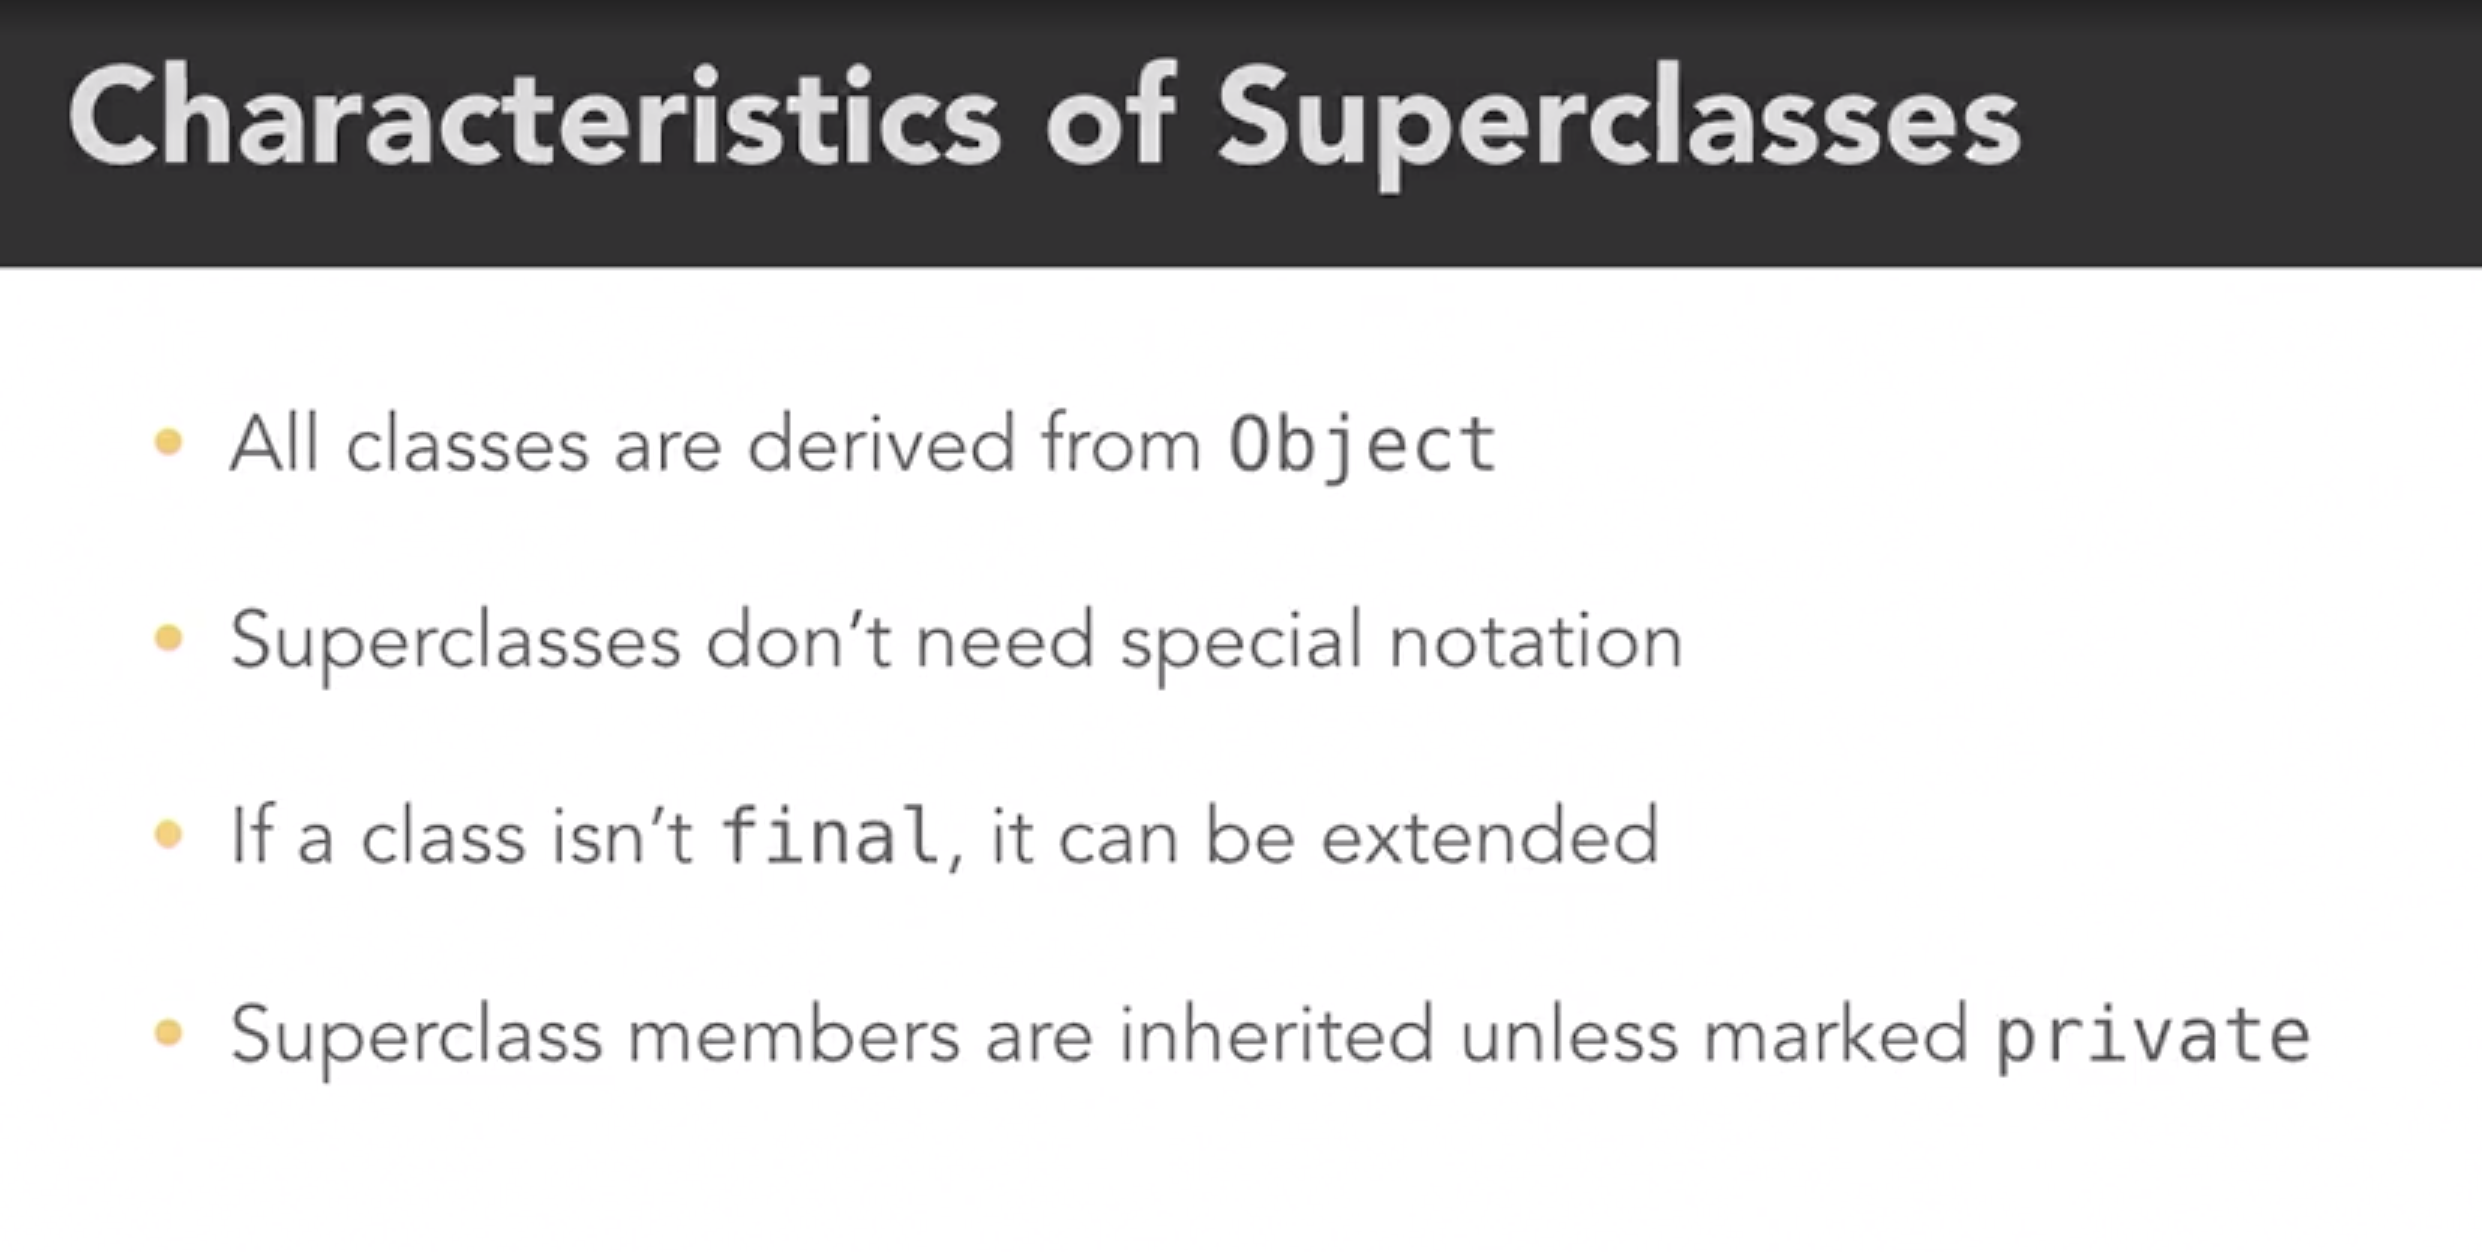 Characteristics of Superclasses
• All classes are derived from Object
• Superclasses don’t need special notation
• If a class isn’t final, it can be extended
• Superclass members are inherited unless marked private